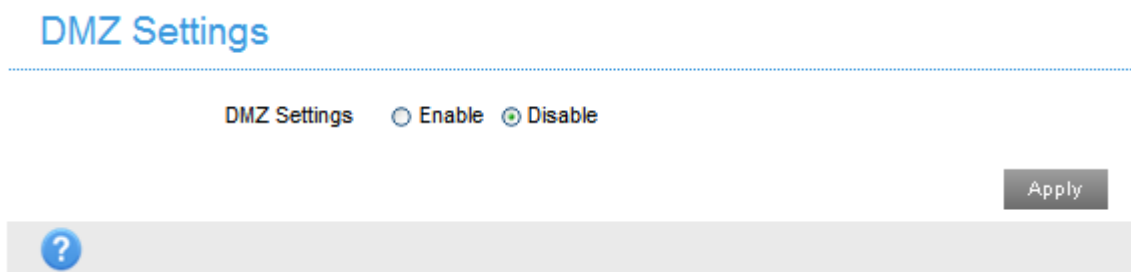 DMZ Settings
DMZ Settings Enable Disable
Apply
?